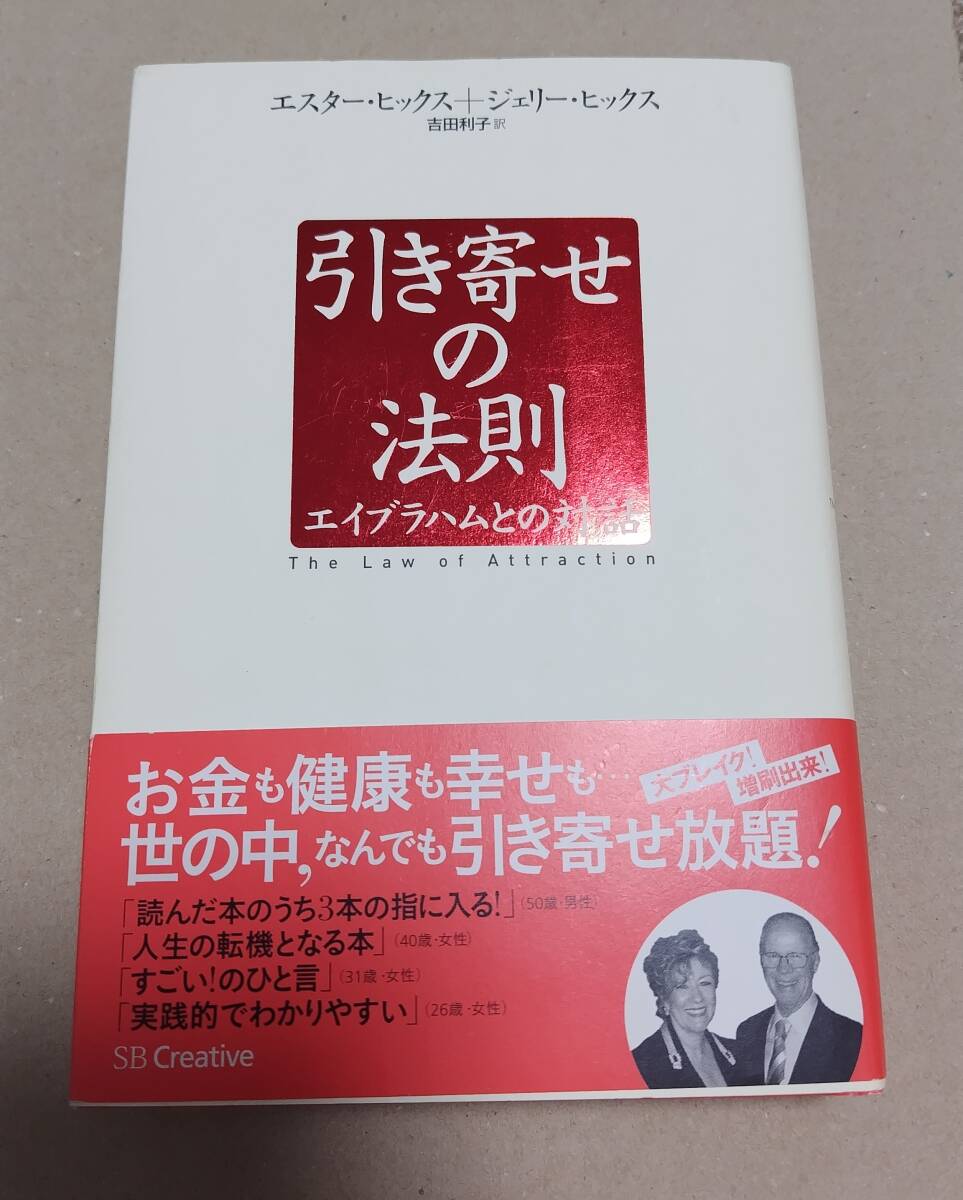 エスター・ヒックス+ジェリー・ヒックス
吉田利子 訳
引き寄せ
の
法則
エイブラハムとの対話
The Law of Attraction
お金も健康も幸せも…
大ブレイク!
増刷出来!
世の中,なんでも引き寄せ放題!
「読んだ本のうち3本の指に入る!」(50歳・男性)
「人生の転機となる本」(40歳・女性)
「すごい!のひと言」(31歳・女性)
「実践的でわかりやすい」(26歳・女性)
SB Creative